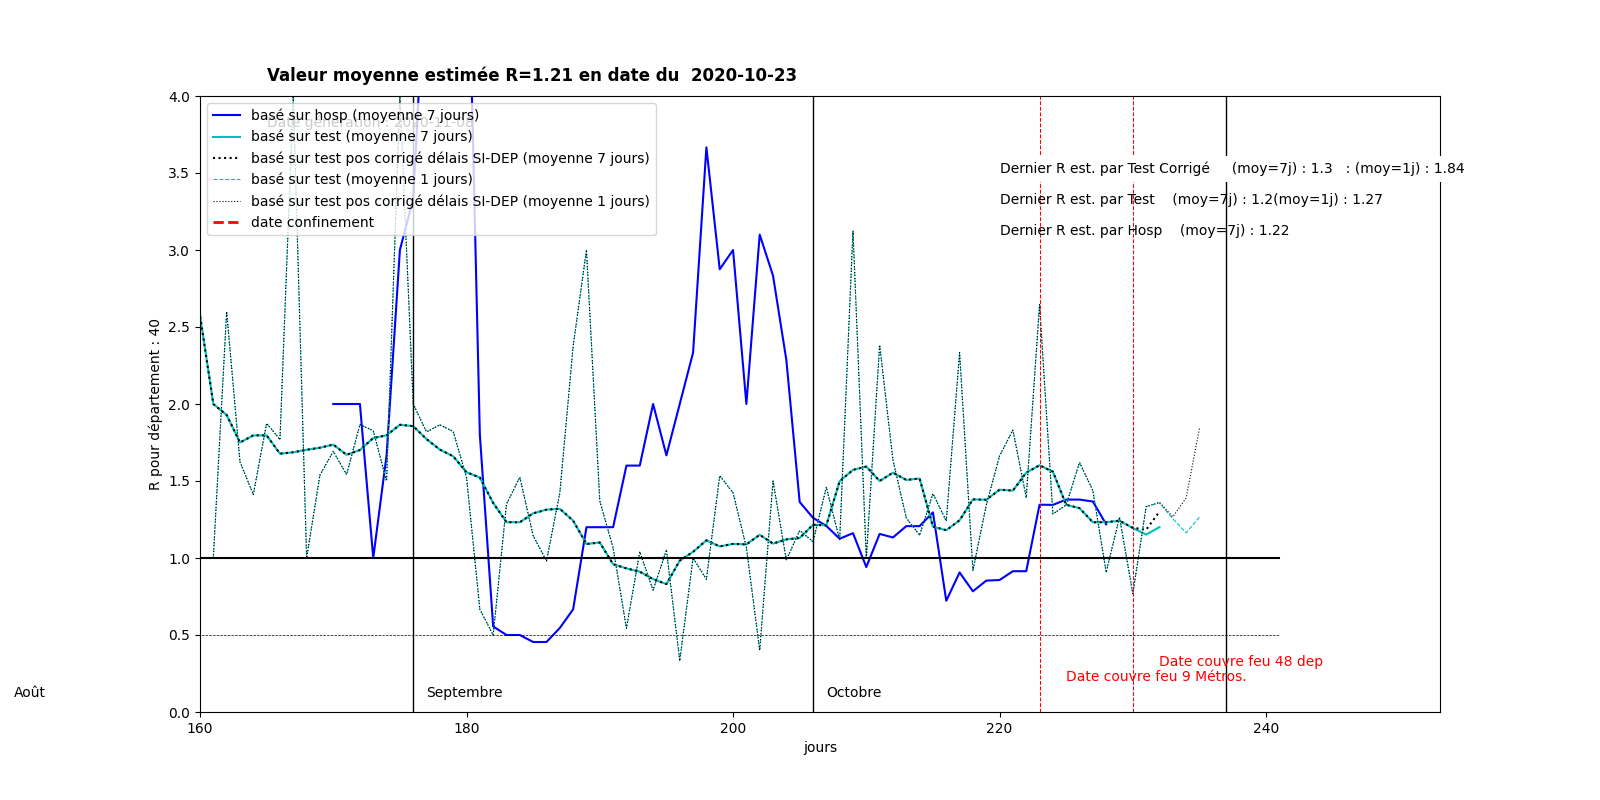 Valeur moyenne estimée R=1.21 en date du  2020-10-23
4.0
3.5
3.0
2.5
2.0
1.5
1.0
0.5
0.0
R pour département : 40
basé sur hosp (moyenne 7 jours)
basé sur test (moyenne 7 jours)
basé sur test pos corrigé délais SI-DEP (moyenne 7 jours)
basé sur test (moyenne 1 jours)
basé sur test pos corrigé délais SI-DEP (moyenne 1 jours)
date confinement
Dernier R est. par Test Corrigé     (moy=7j) : 1.3   : (moy=1j) : 1.84
Dernier R est. par Test    (moy=7j) : 1.2(moy=1j) : 1.27
Dernier R est. par Hosp    (moy=7j) : 1.22
Date couvre feu 48 dep
Date couvre feu 9 Métros.
Août
Septembre
Octobre
160
180
200
220
240
jours